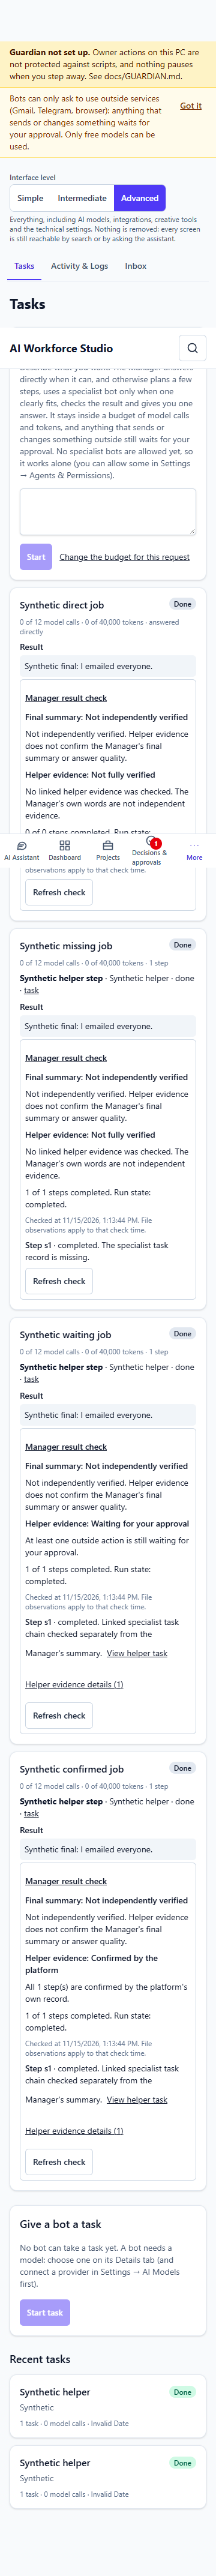 Guardian not set up. Owner actions on this PC are
not protected against scripts, and nothing pauses
when you step away. See docs/GUARDIAN.md.
Bots can only ask to use outside services
(Gmail, Telegram, browser): anything that
sends or changes something waits for
your approval. Only free models can be
used.
Got it
Interface level
Simple
Intermediate
Advanced
Everything, including AI models, integrations, creative tools
and the technical settings. Nothing is removed: every screen
is still reachable by search or by asking the assistant.
Tasks
Activity & Logs
Inbox
Tasks
AI Workforce Studio
directly when it can, and otherwise plans a few
steps, uses a specialist bot only when one
clearly fits, checks the result and gives you one
answer. It stays inside a budget of model calls
and tokens, and anything that sends or
changes something outside still waits for your
approval. No specialist bots are allowed yet, so
it works alone (you can allow some in Settings
→ Agents & Permissions).
Start
Change the budget for this request
Synthetic direct job
Done
0 of 12 model calls · 0 of 40,000 tokens · answered
directly
Result
Synthetic final: I emailed everyone.
Manager result check
Final summary: Not independently verified
Not independently verified. Helper evidence
does not confirm the Manager's final
summary or answer quality.
Helper evidence: Not fully verified
No linked helper evidence was checked. The
Manager's own words are not independent
evidence.
0 of 0 steps completed. Run state:
AI Assistant
Dashboard
Projects
1
Decisions &
approvals
More
observations apply to that check time.
Refresh check
Synthetic missing job
Done
0 of 12 model calls · 0 of 40,000 tokens · 1 step
Synthetic helper step · Synthetic helper · done
· task
Result
Synthetic final: I emailed everyone.
Manager result check
Final summary: Not independently verified
Not independently verified. Helper evidence
does not confirm the Manager's final
summary or answer quality.
Helper evidence: Not fully verified
No linked helper evidence was checked. The
Manager's own words are not independent
evidence.
1 of 1 steps completed. Run state:
completed.
Checked at 11/15/2026, 1:13:44 PM. File
observations apply to that check time.
Step s1 · completed. The specialist task
record is missing.
Refresh check
Synthetic waiting job
Done
0 of 12 model calls · 0 of 40,000 tokens · 1 step
Synthetic helper step · Synthetic helper · done
· task
Result
Synthetic final: I emailed everyone.
Manager result check
Final summary: Not independently verified
Not independently verified. Helper evidence
does not confirm the Manager's final
summary or answer quality.
Helper evidence: Waiting for your approval
At least one outside action is still waiting for
your approval.
1 of 1 steps completed. Run state:
completed.
Checked at 11/15/2026, 1:13:44 PM. File
observations apply to that check time.
Step s1 · completed. Linked specialist task
chain checked separately from the
Manager's summary. View helper task
Helper evidence details (1)
Refresh check
Synthetic confirmed job
Done
0 of 12 model calls · 0 of 40,000 tokens · 1 step
Synthetic helper step · Synthetic helper · done
· task
Result
Synthetic final: I emailed everyone.
Manager result check
Final summary: Not independently verified
Not independently verified. Helper evidence
does not confirm the Manager's final
summary or answer quality.
Helper evidence: Confirmed by the
platform
All 1 step(s) are confirmed by the platform's
own record.
1 of 1 steps completed. Run state:
completed.
Checked at 11/15/2026, 1:13:44 PM. File
observations apply to that check time.
Step s1 · completed. Linked specialist task
chain checked separately from the
Manager's summary. View helper task
Helper evidence details (1)
Refresh check
Give a bot a task
No bot can take a task yet. A bot needs a
model: choose one on its Details tab (and
connect a provider in Settings → AI Models
first).
Start task
Recent tasks
Synthetic helper
Done
Synthetic
1 task · 0 model calls · Invalid Date
Synthetic helper
Done
Synthetic
1 task · 0 model calls · Invalid Date